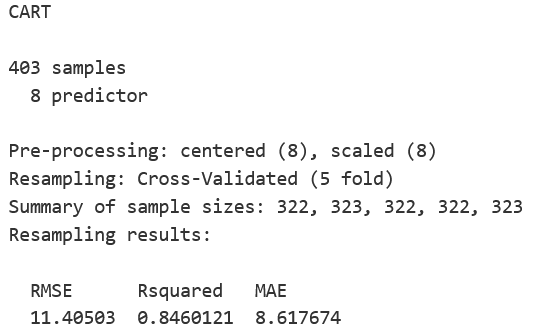 CART
403 samples
8 predictor
Pre-processing: centered (8), scaled (8)
Resampling: Cross-Validated (5 fold)
Summary of sample sizes: 322, 323, 322, 322, 323
Resampling results:
RMSE Rsquared MAE
11.40503 0.8460121 8.617674